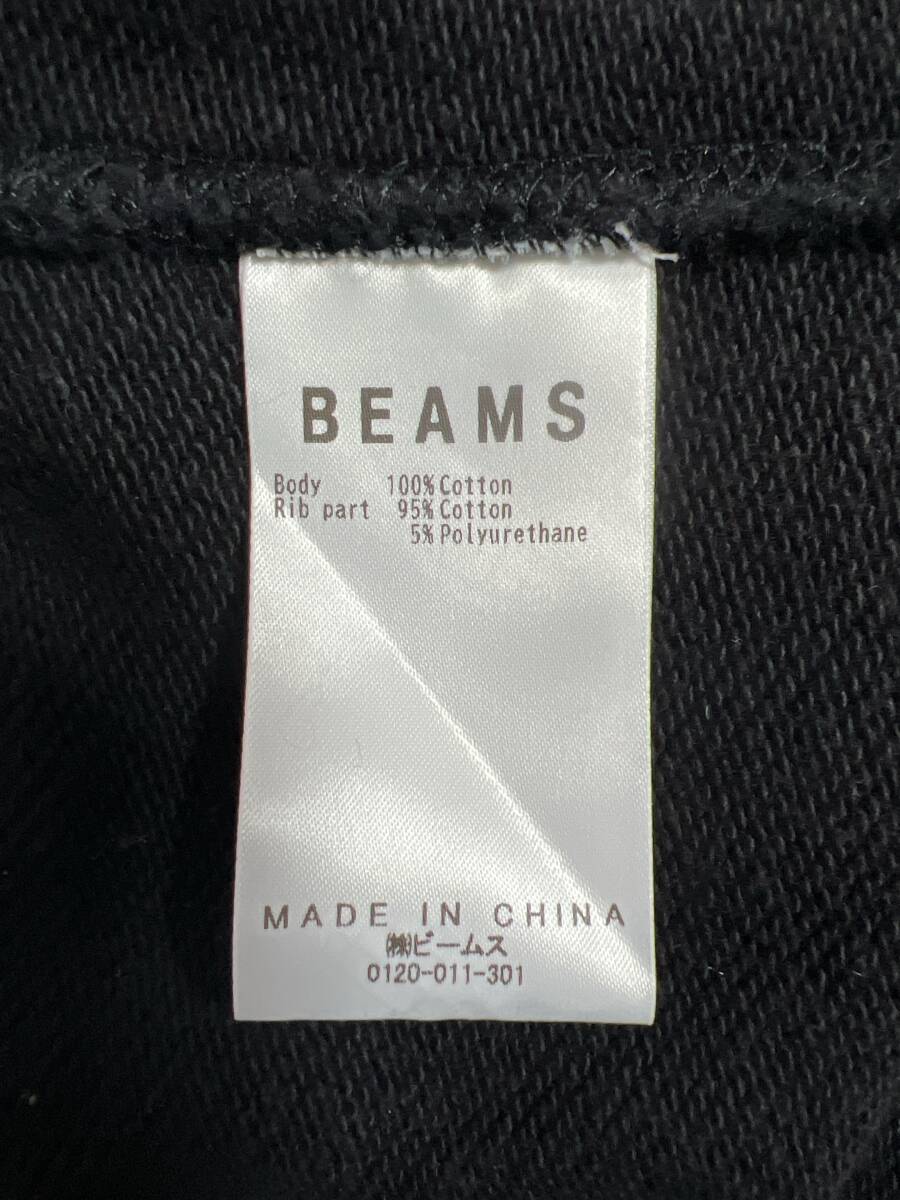 BEAMS
Body 100% Cotton
Rib part 95% Cotton
5% Polyurethane
MADE IN CHINA
㈱ビームス
0120-011-301